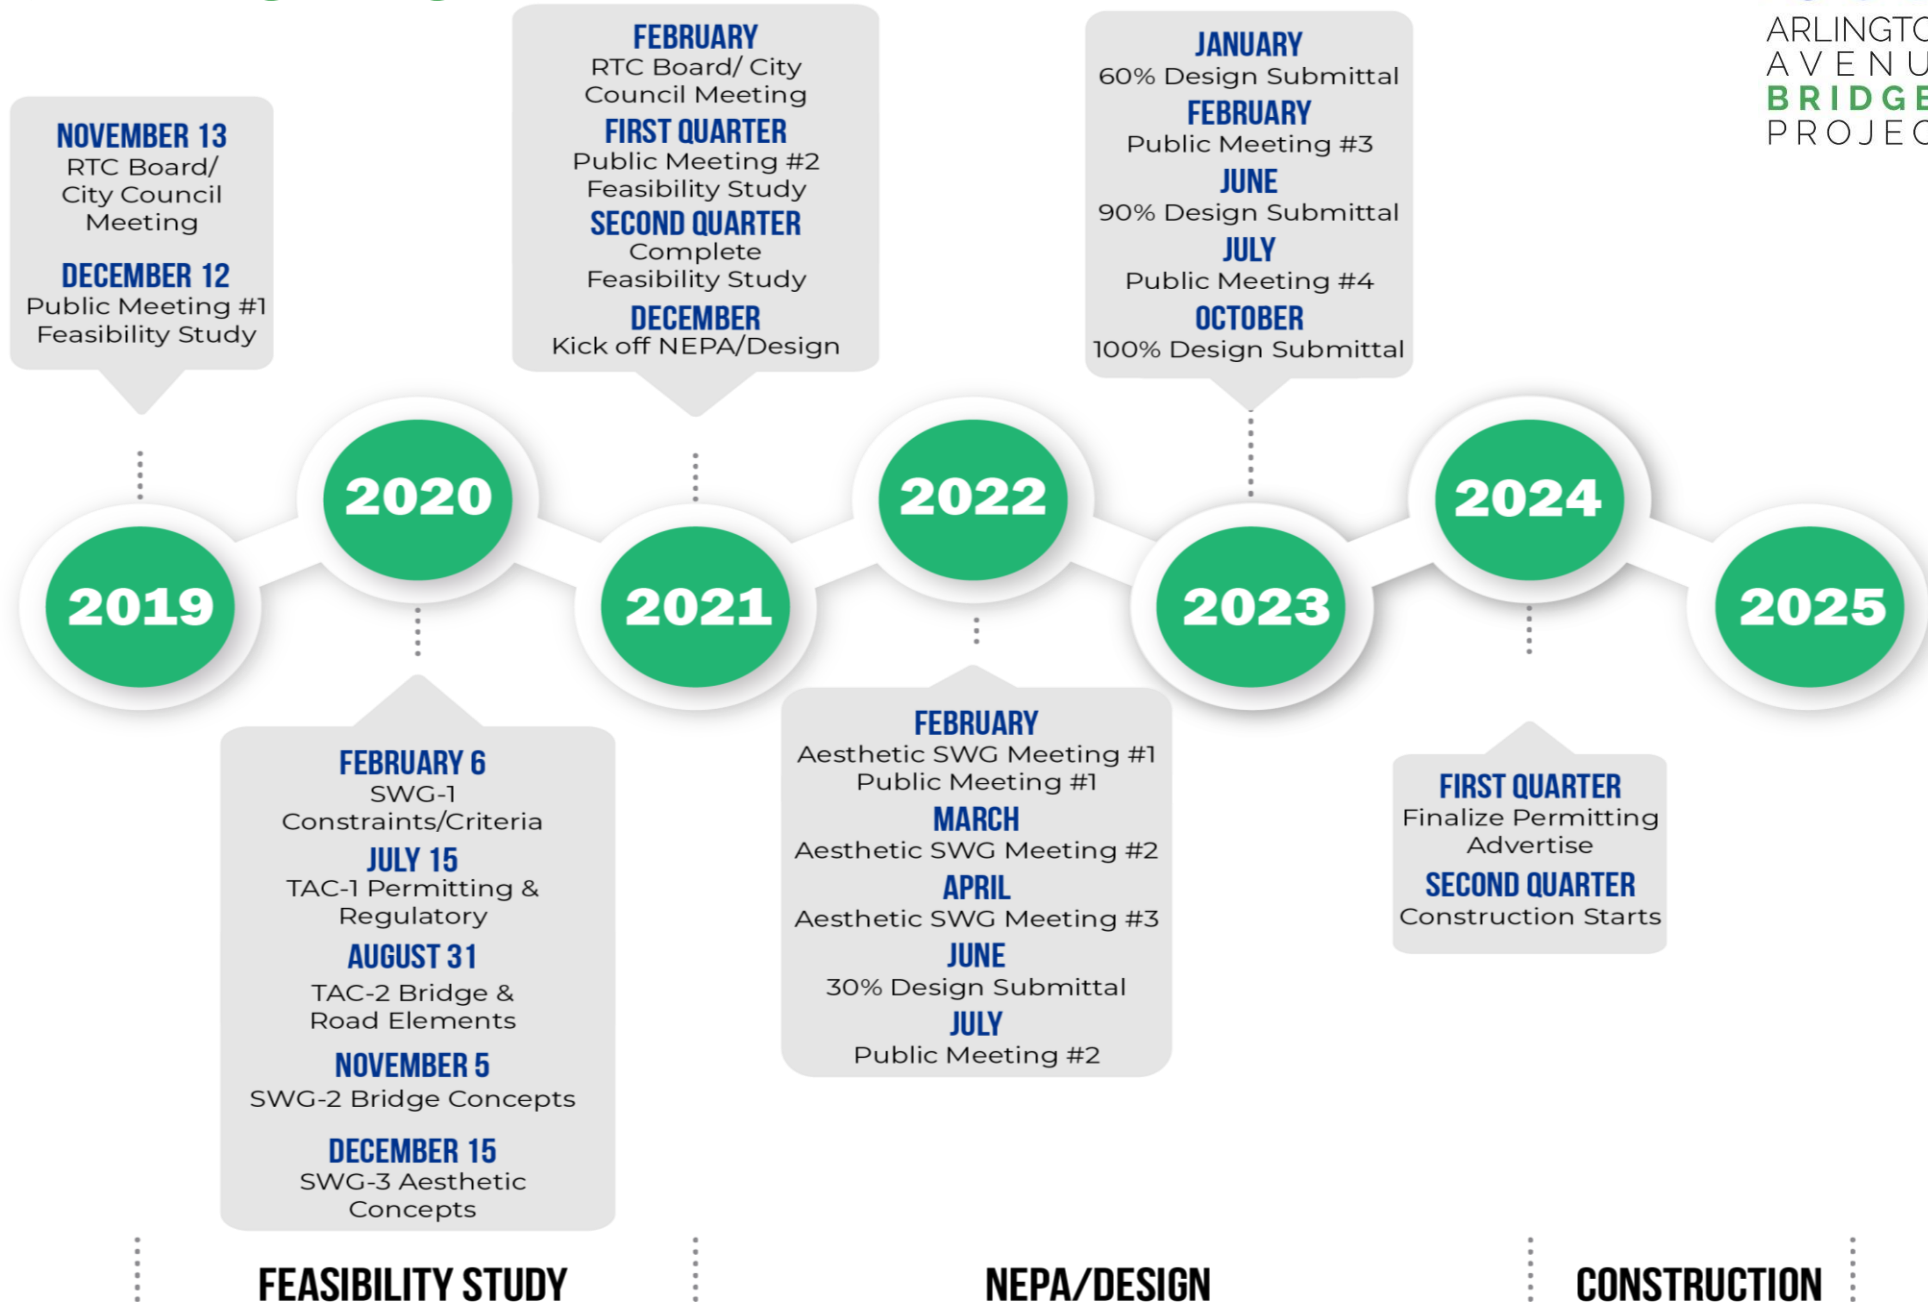 ARLINGTO
AVENU
BRIDGE
PROJEC
NOVEMBER 13
RTC Board/
City Council
Meeting
DECEMBER 12
Public Meeting #1
Feasibility Study
FEBRUARY
RTC Board/ City
Council Meeting
FIRST QUARTER
Public Meeting #2
Feasibility Study
SECOND QUARTER
Complete
Feasibility Study
DECEMBER
Kick off NEPA/Design
JANUARY
60% Design Submittal
FEBRUARY
Public Meeting #3
JUNE
90% Design Submittal
JULY
Public Meeting #4
OCTOBER
100% Design Submittal
2019
2020
2021
2022
2023
2024
2025
FEBRUARY 6
SWG-1
Constraints/Criteria
JULY 15
TAC-1 Permitting &
Regulatory
AUGUST 31
TAC-2 Bridge &
Road Elements
NOVEMBER 5
SWG-2 Bridge Concepts
DECEMBER 15
SWG-3 Aesthetic
Concepts
FEBRUARY
Aesthetic SWG Meeting #1
Public Meeting #1
MARCH
Aesthetic SWG Meeting #2
APRIL
Aesthetic SWG Meeting #3
JUNE
30% Design Submittal
JULY
Public Meeting #2
FIRST QUARTER
Finalize Permitting
Advertise
SECOND QUARTER
Construction Starts
FEASIBILITY STUDY
NEPA/DESIGN
CONSTRUCTION